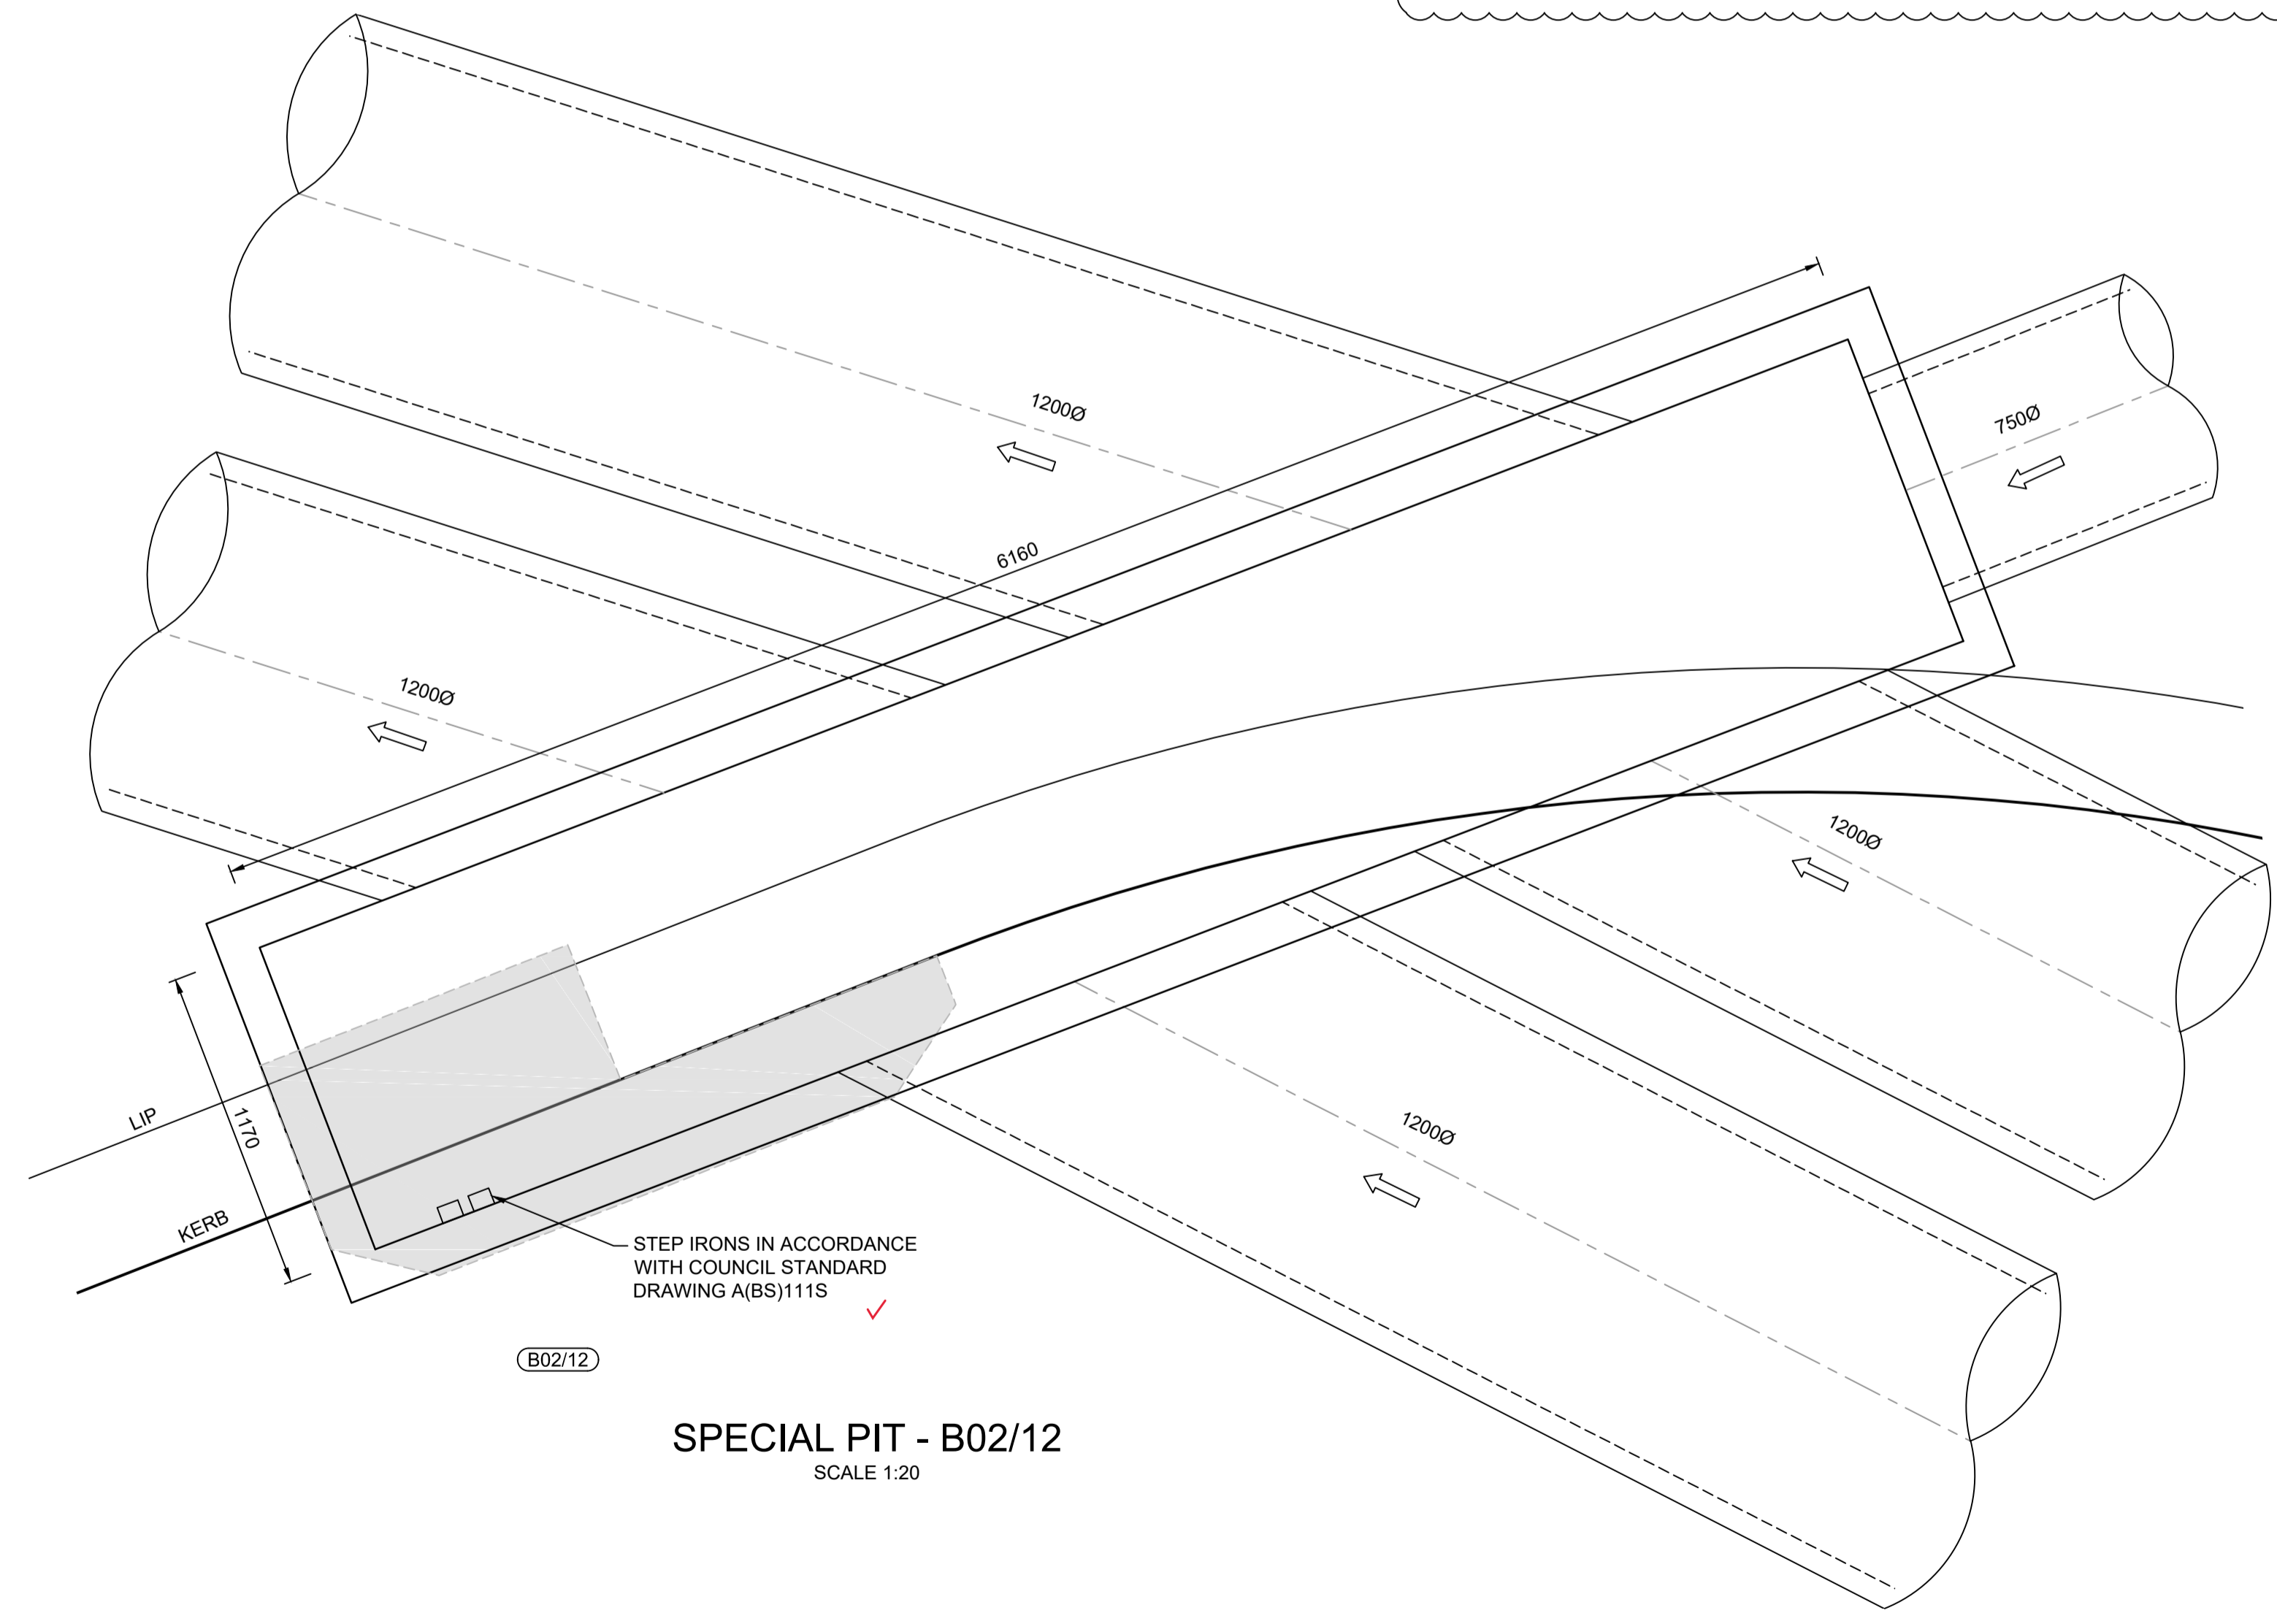 1200Ø
750Ø
6160
1200Ø
1200Ø
1200Ø
LIP
1170
KERB
STEP IRONS IN ACCORDANCE
WITH COUNCIL STANDARD
DRAWING A(BS)111S
B02/12
SPECIAL PIT - B02/12
SCALE 1:20